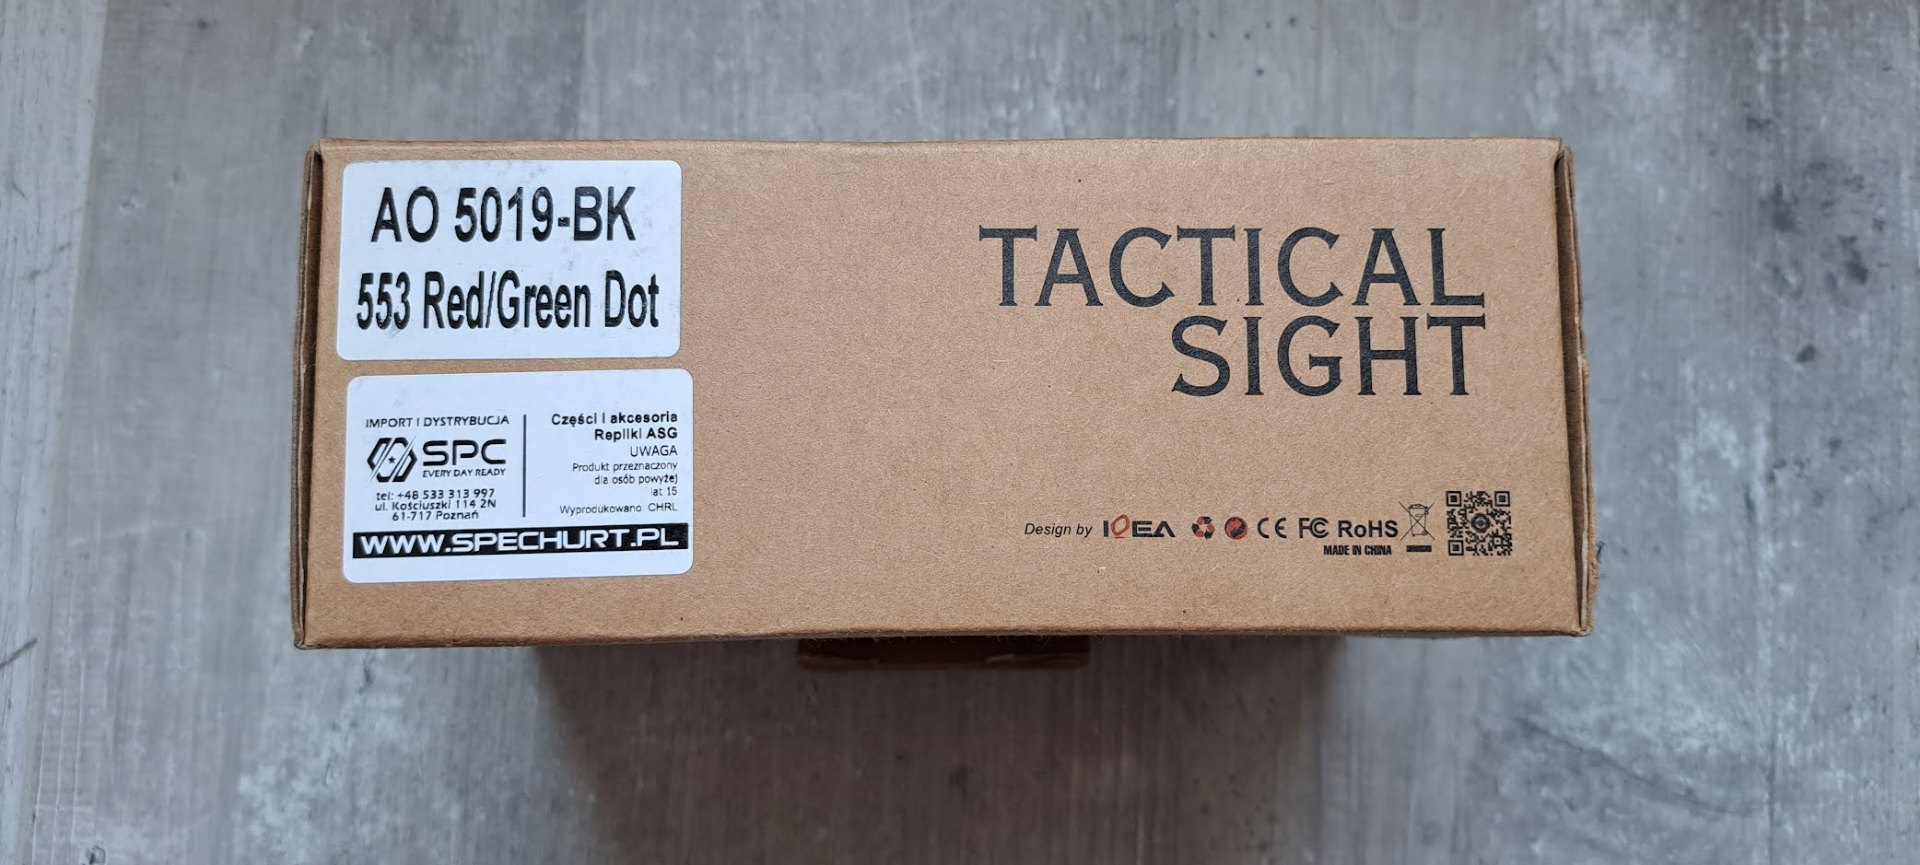 AO 5019-BK
553 Red/Green Dot
IMPORT I DYSTRYBUCJA
SPC
EVERY DAY READY
tel: +48 533 313 997
ul. Kościuszki 114 2N
61-717 Poznań
Części i akcesoria
Repliki ASG
UWAGA
Produkt przeznaczony
dla osób powyżej
lat 15
Wyprodukowano CHRL
WWW.SPECHURT.PL
TACTICAL
SIGHT
Design by IQEA CE FC RoHS
MADE IN CHINA